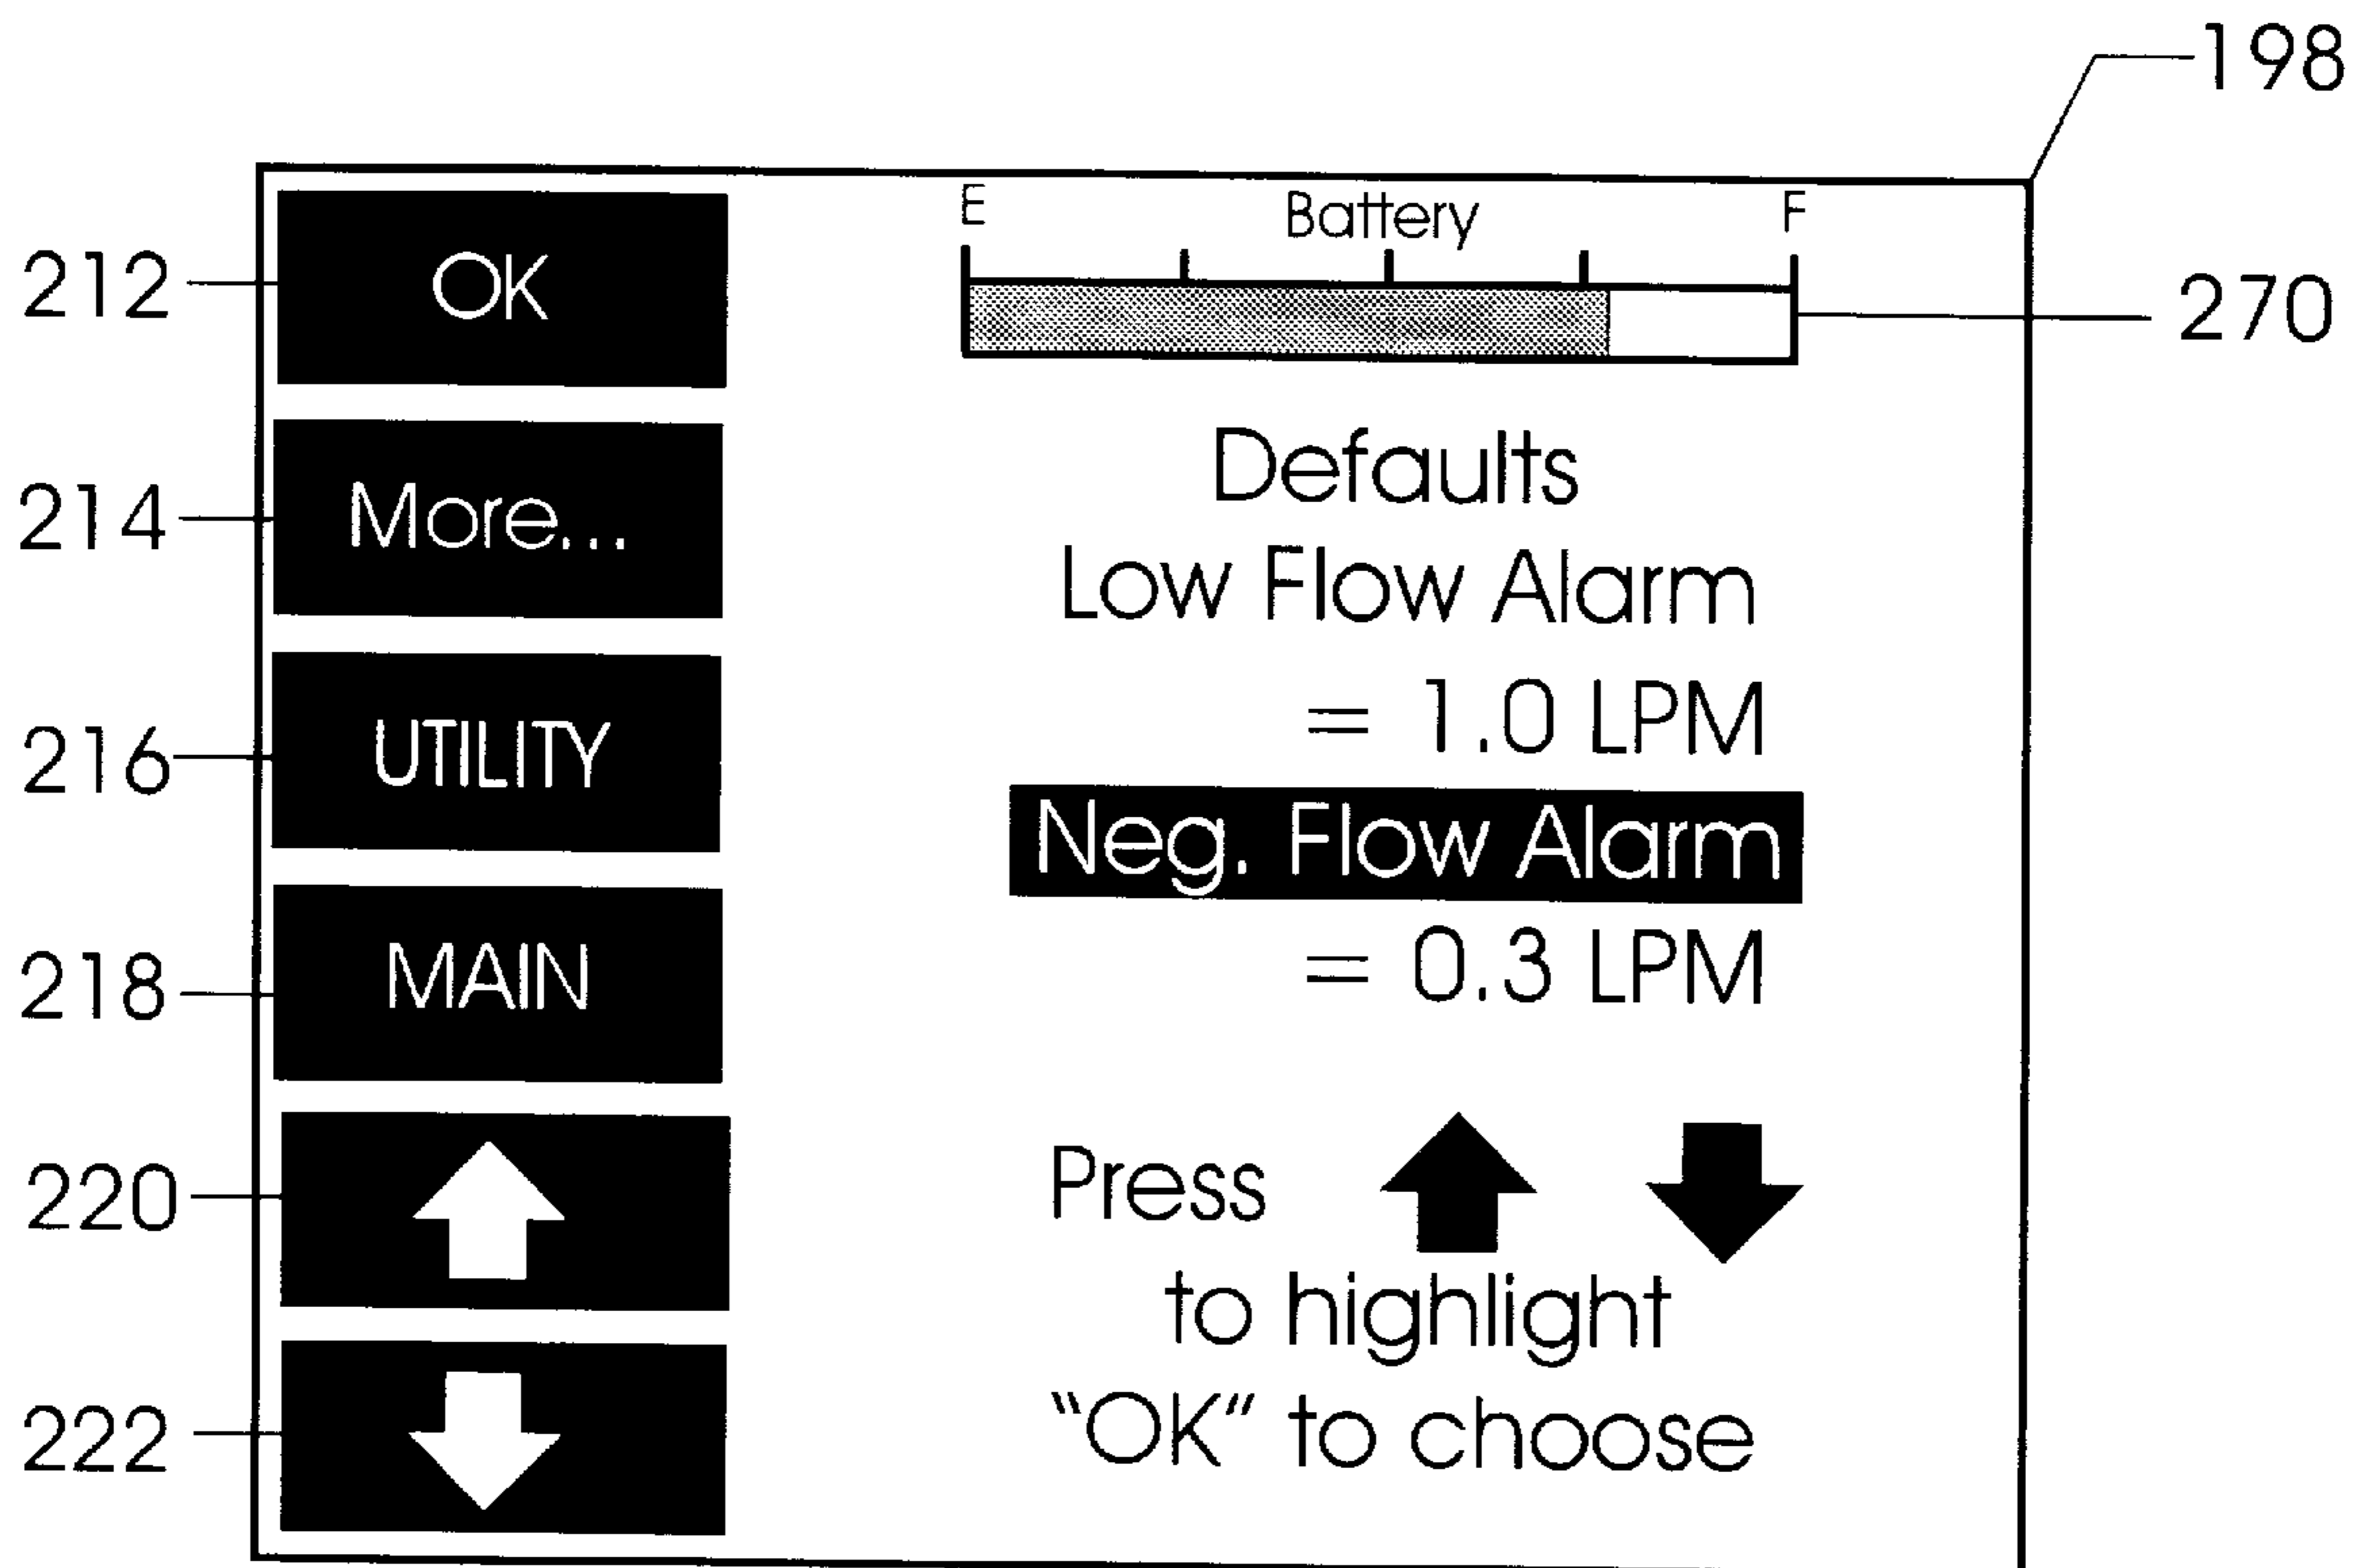 198
E Battery F
212 OK
270
Defaults
214 More...
Low Flow Alarm
= 1.0 LPM
216 UTILITY
Neg. Flow Alarm
218 MAIN
= 0.3 LPM
220
Press
to highlight
222
"OK" to choose